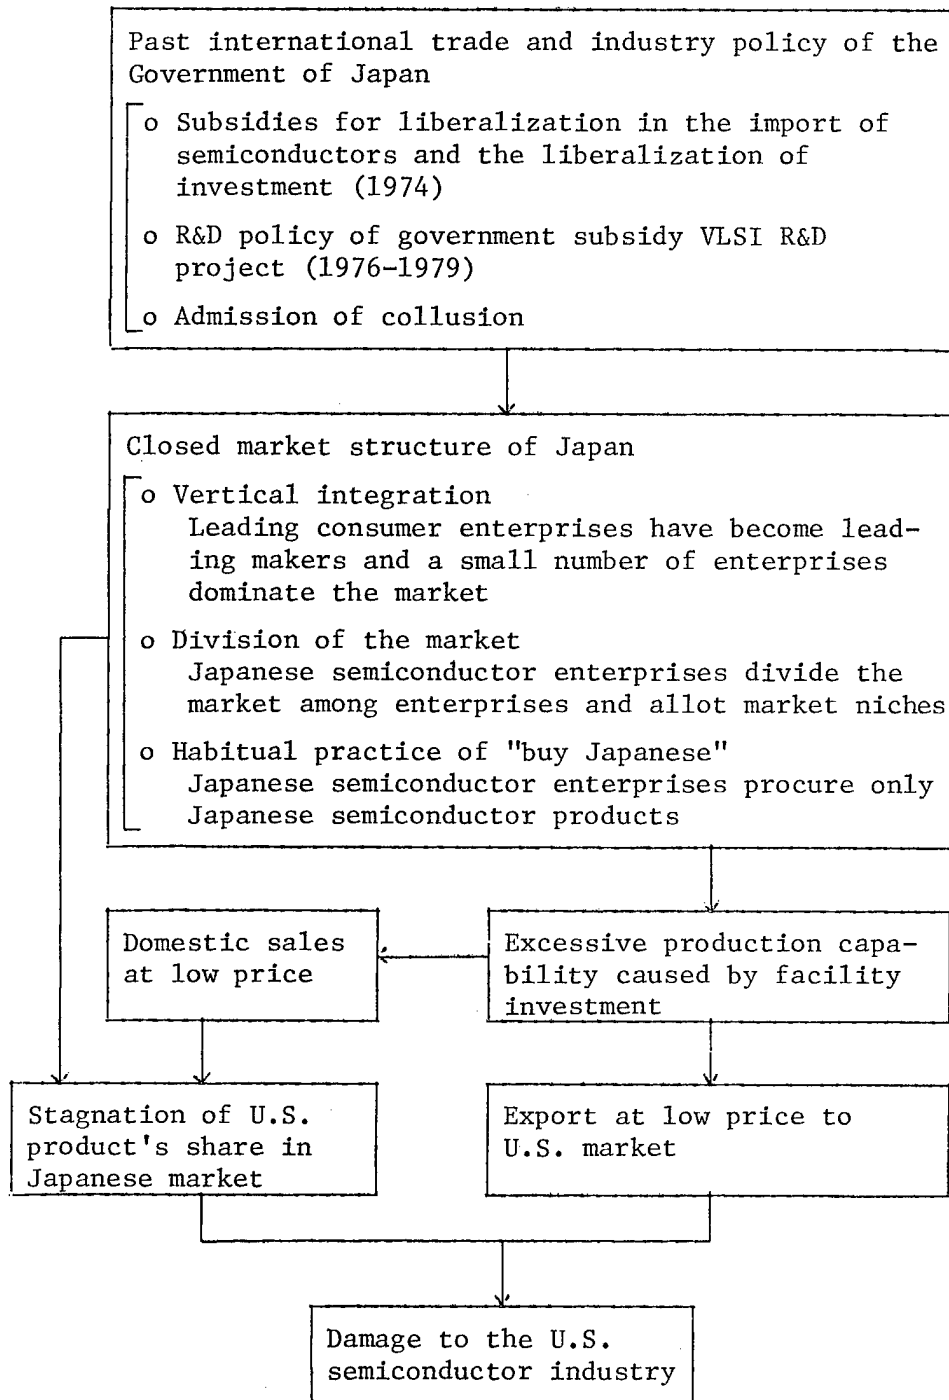 Past international trade and industry policy of the
Government of Japan
o Subsidies for liberalization in the import of
semiconductors and the liberalization of
investment (1974)
o R&D policy of government subsidy VLSI R&D
project (1976-1979)
o Admission of collusion
Closed market structure of Japan
o Vertical integration
Leading consumer enterprises have become lead-
ing makers and a small number of enterprises
dominate the market
o Division of the market
Japanese semiconductor enterprises divide the
market among enterprises and allot market niches
o Habitual practice of "buy Japanese"
Japanese semiconductor enterprises procure only
Japanese semiconductor products
Domestic sales
at low price
Excessive production capa-
bility caused by facility
investment
Stagnation of U.S.
product's share in
Japanese market
Export at low price to
U.S. market
Damage to the U.S.
semiconductor industry